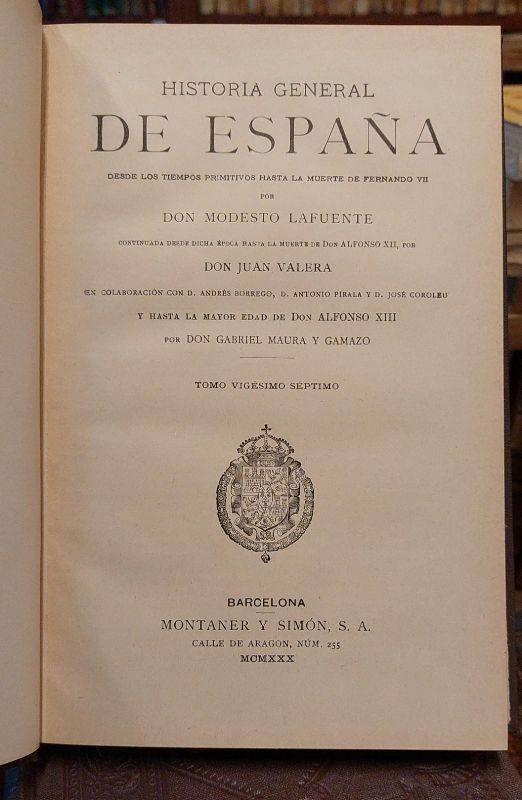 HISTORIA GENERAL
DE ESPAÑA
DESDE LOS TIEMPOS PRIMITIVOS HASTA LA MUERTE DE FERNANDO VII
POR
DON MODESTO LAFUENTE
CONTINUADA DESDE DICHA ÉPOCA HASTA LA MUERTE DE DON ALFONSO XII, POR
DON JUAN VALERA
EN COLABORACIÓN CON D. ANDRÉS BORREGO, D. ANTONIO PIRALA Y D. JOSÉ COROLEU
Y HASTA LA MAYOR EDAD DE DON ALFONSO XIII
POR DON GABRIEL MAURA Y GAMAZO
TOMO VIGÉSIMO SÉPTIMO
BARCELONA
MONTANER Y SIMÓN, S. A.
CALLE DE ARAGON, NÚM. 255
MCMXXX